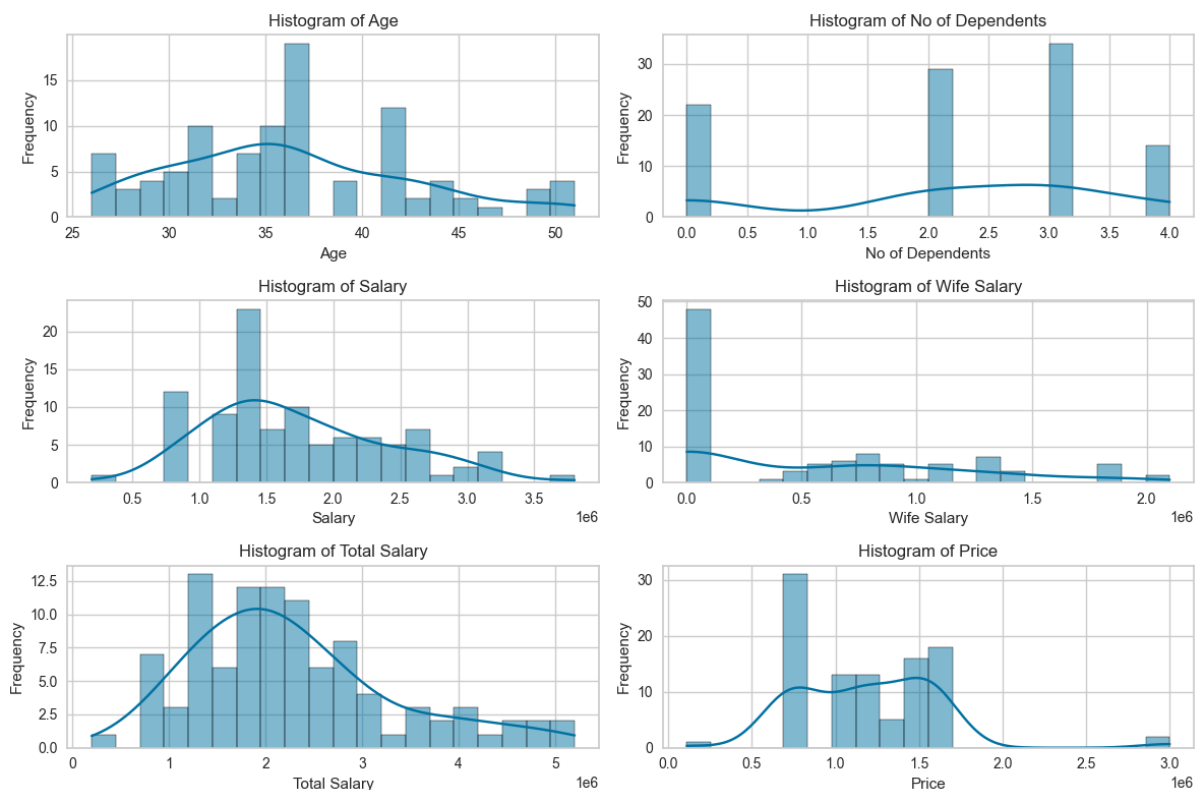 Histogram of Age
Frequency
15
10
5
0
25 30 35 40 45 50
Age
Histogram of No of Dependents
Frequency
30
20
10
0
0.0 0.5 1.0 1.5 2.0 2.5 3.0 3.5 4.0
No of Dependents
Histogram of Salary
Frequency
20
15
10
5
0
0.5 1.0 1.5 2.0 2.5 3.0 3.5
Salary
1e6
Histogram of Wife Salary
Frequency
50
40
30
20
10
0
0.0 0.5 1.0 1.5 2.0
Wife Salary
1e6
Histogram of Total Salary
Frequency
12.5
10.0
7.5
5.0
2.5
0.0
0 1 2 3 4 5
Total Salary
1e6
Histogram of Price
Frequency
30
20
10
0
0.0 0.5 1.0 1.5 2.0 2.5 3.0
Price
1e6